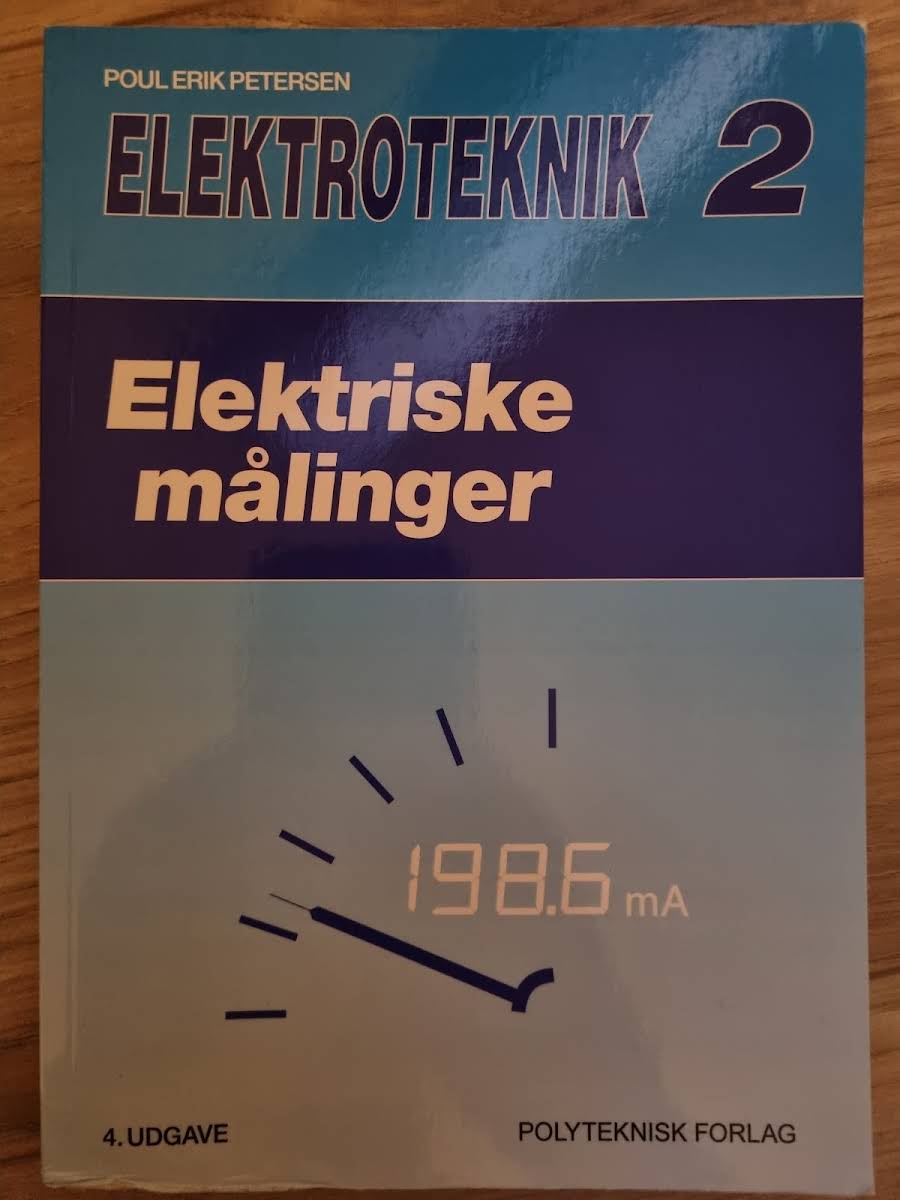 POUL ERIK PETERSEN
ELEKTROTEKNIK 2
Elektriske
målinger
198.6 mA
4. UDGAVE
POLYTEKNISK FORLAG